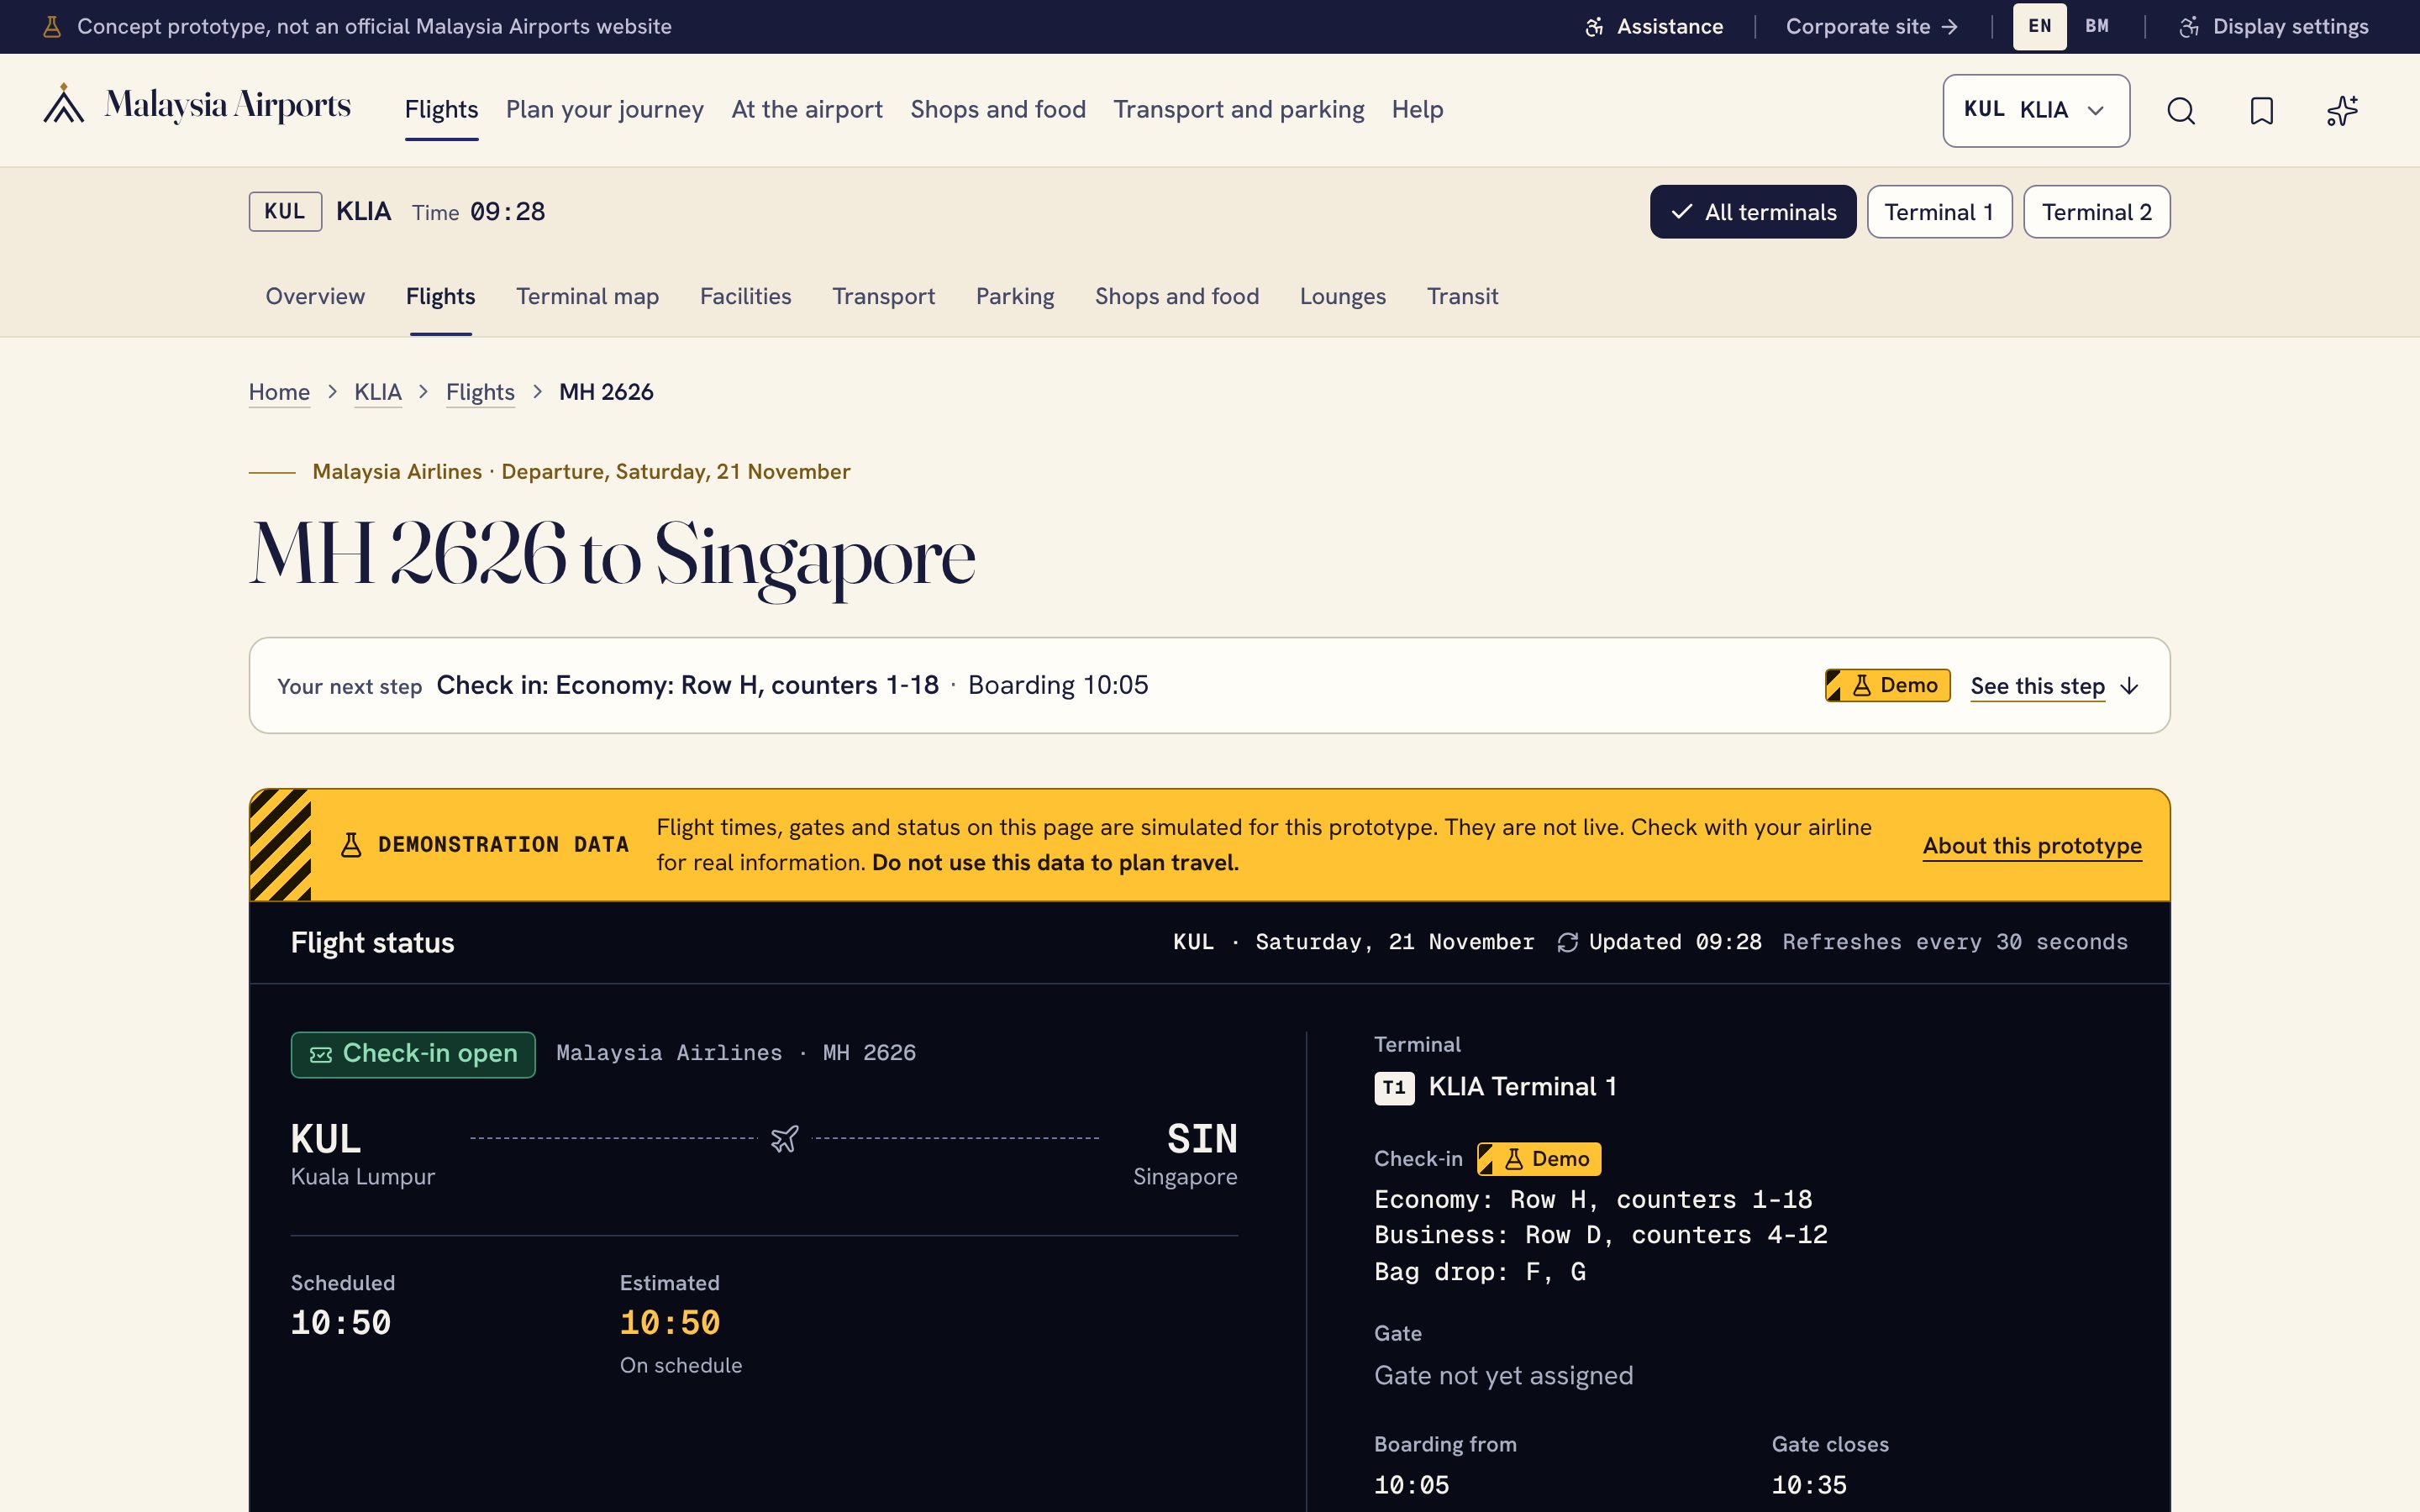 Concept prototype, not an official Malaysia Airports website
Assistance
Corporate site →
EN
BM
Display settings
Malaysia Airports
Flights
Plan your journey
At the airport
Shops and food
Transport and parking
Help
KUL KLIA
KUL KLIA Time 09:28
All terminals
Terminal 1
Terminal 2
Overview
Flights
Terminal map
Facilities
Transport
Parking
Shops and food
Lounges
Transit
Home > KLIA > Flights > MH 2626
Malaysia Airlines · Departure, Saturday, 21 November
MH 2626 to Singapore
Your next step Check in: Economy: Row H, counters 1-18 · Boarding 10:05
Demo
See this step ↓
DEMONSTRATION DATA
Flight times, gates and status on this page are simulated for this prototype. They are not live. Check with your airline
for real information. Do not use this data to plan travel.
About this prototype
Flight status
KUL · Saturday, 21 November Updated 09:28 Refreshes every 30 seconds
Check-in open
Malaysia Airlines · MH 2626
KUL
Kuala Lumpur
SIN
Singapore
Scheduled
10:50
Estimated
10:50
On schedule
Terminal
T1 KLIA Terminal 1
Check-in Demo
Economy: Row H, counters 1-18
Business: Row D, counters 4-12
Bag drop: F, G
Gate
Gate not yet assigned
Boarding from
10:05
Gate closes
10:35